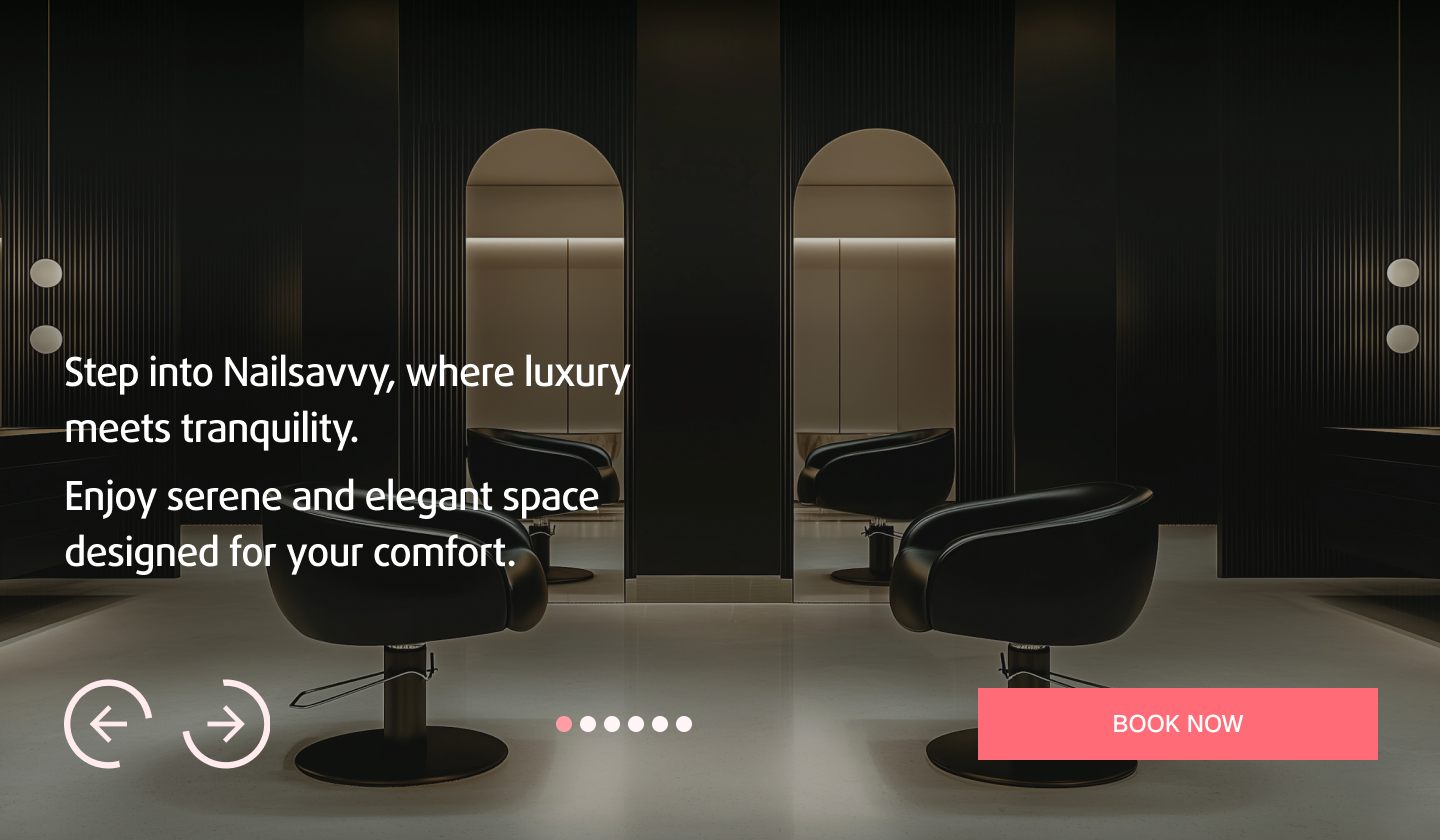 Step into Nailsavvy, where luxury
meets tranquility.
Enjoy serene and elegant space
designed for your comfort.
BOOK NOW